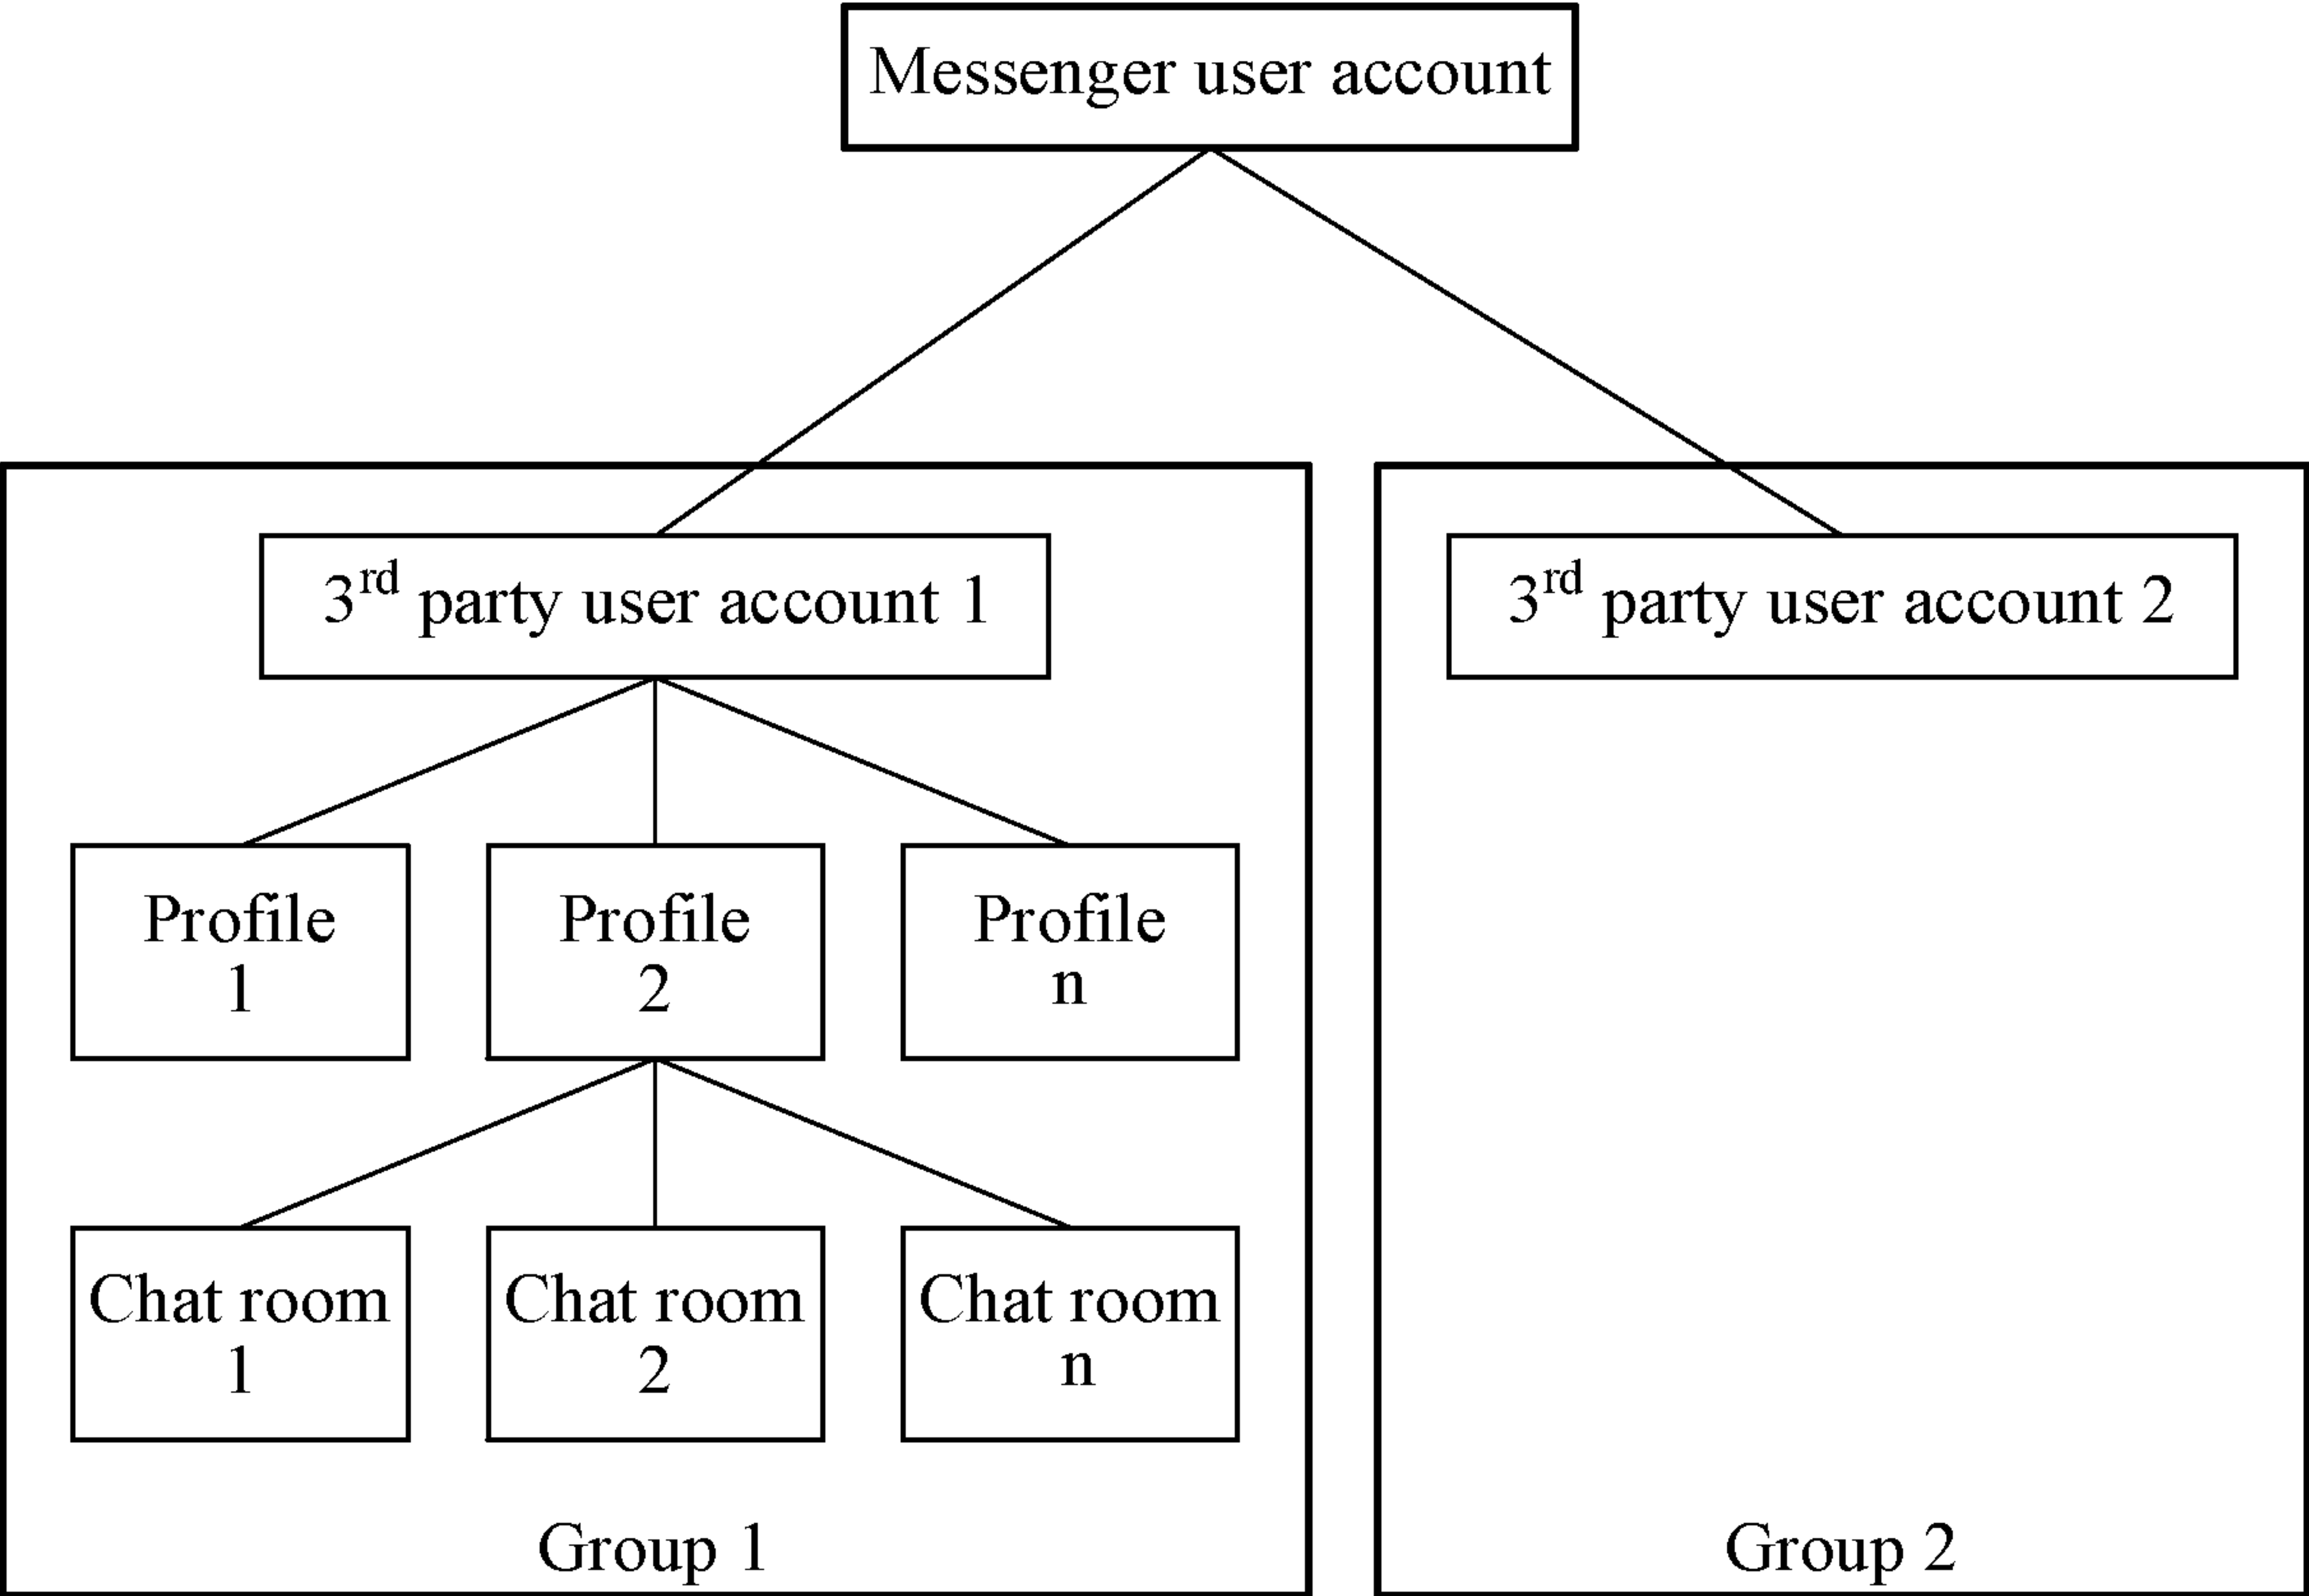 Messenger user account
3rd party user account 1
3rd party user account 2
Profile
1
Profile
2
Profile
n
Chat room
1
Chat room
2
Chat room
n
Group 1
Group 2